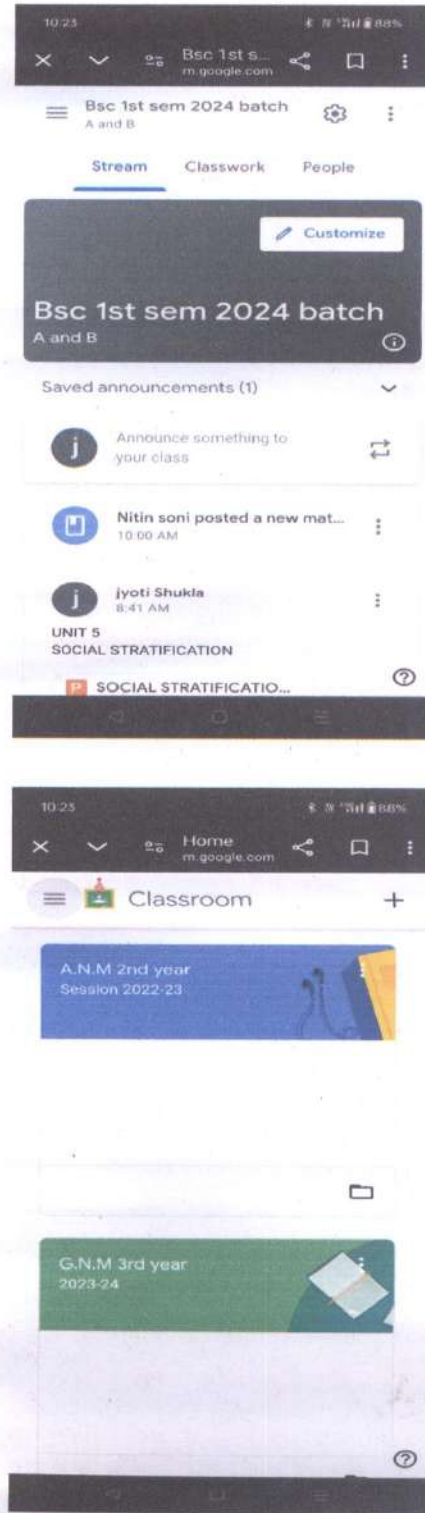 10:23
88%
Bsc 1st s...
m.google.com
Bsc 1st sem 2024 batch
A and B
Stream Classwork People
Customize
Bsc 1st sem 2024 batch
A and B
Saved announcements (1)
j
Announce something to
your class
Nitin soni posted a new mat...
10:00 AM
j
jyoti Shukla
8:41 AM
UNIT 5
SOCIAL STRATIFICATION
P SOCIAL STRATIFICATIO...
10:23
88%
Home
m.google.com
Classroom
A.N.M 2nd year
Session 2022-23
G.N.M 3rd year
2023-24